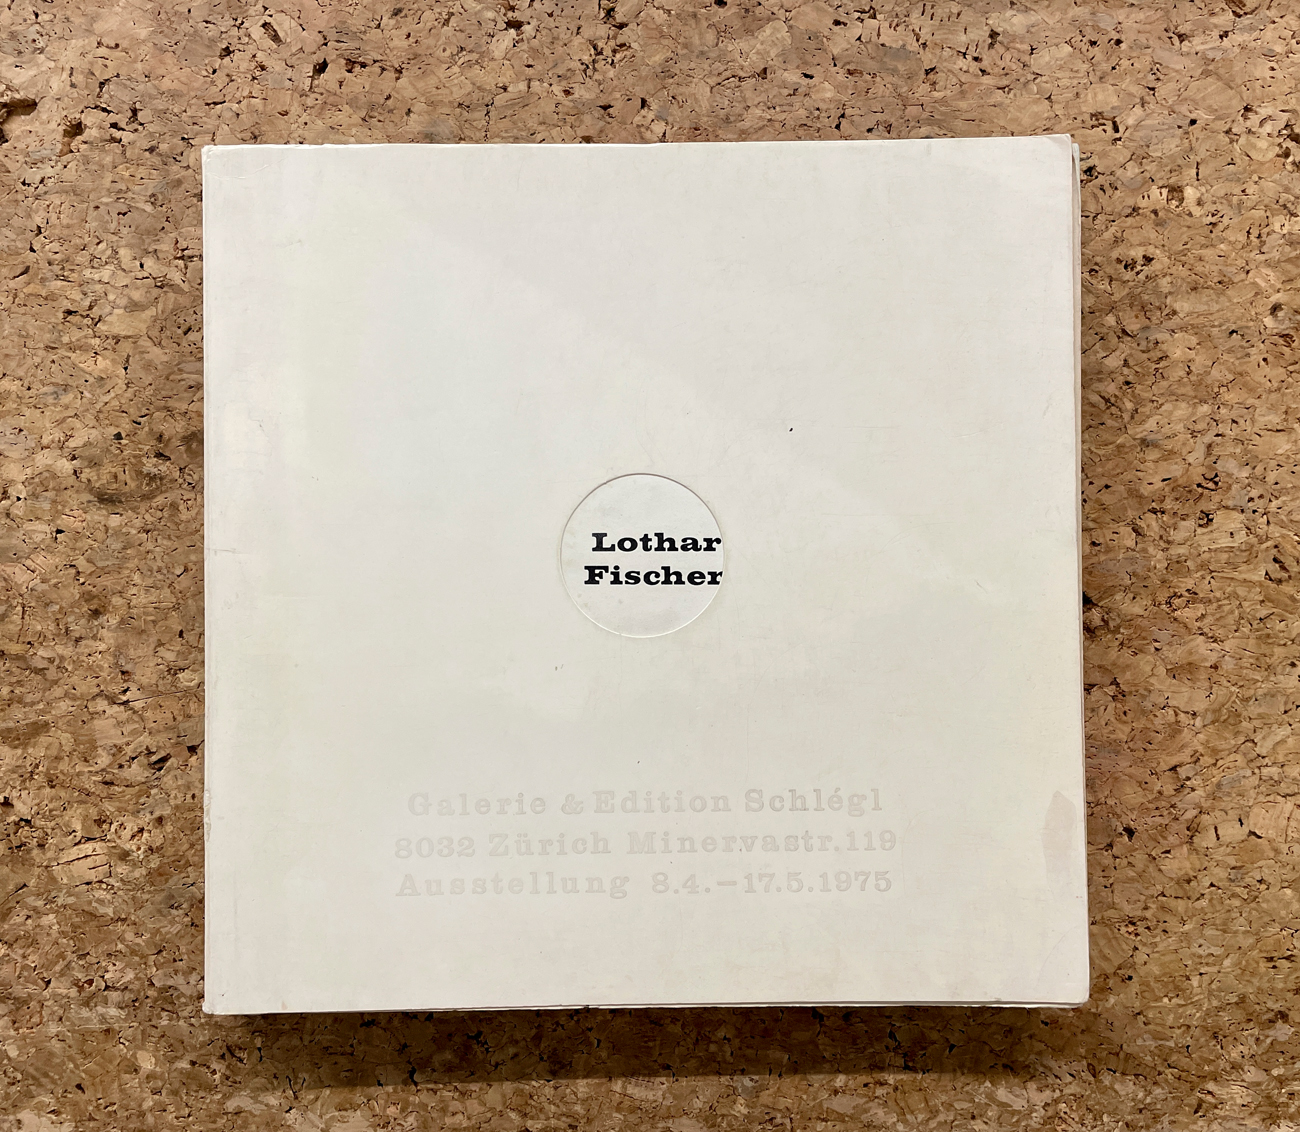 Lothar
Fischer
Galerie & Edition Schlégl
8032 Zürich Minervastr.119
Ausstellung 8.4.–17.5.1975